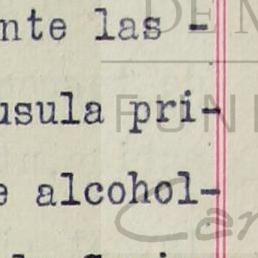 nte las -
usula pri-
e alcohol-